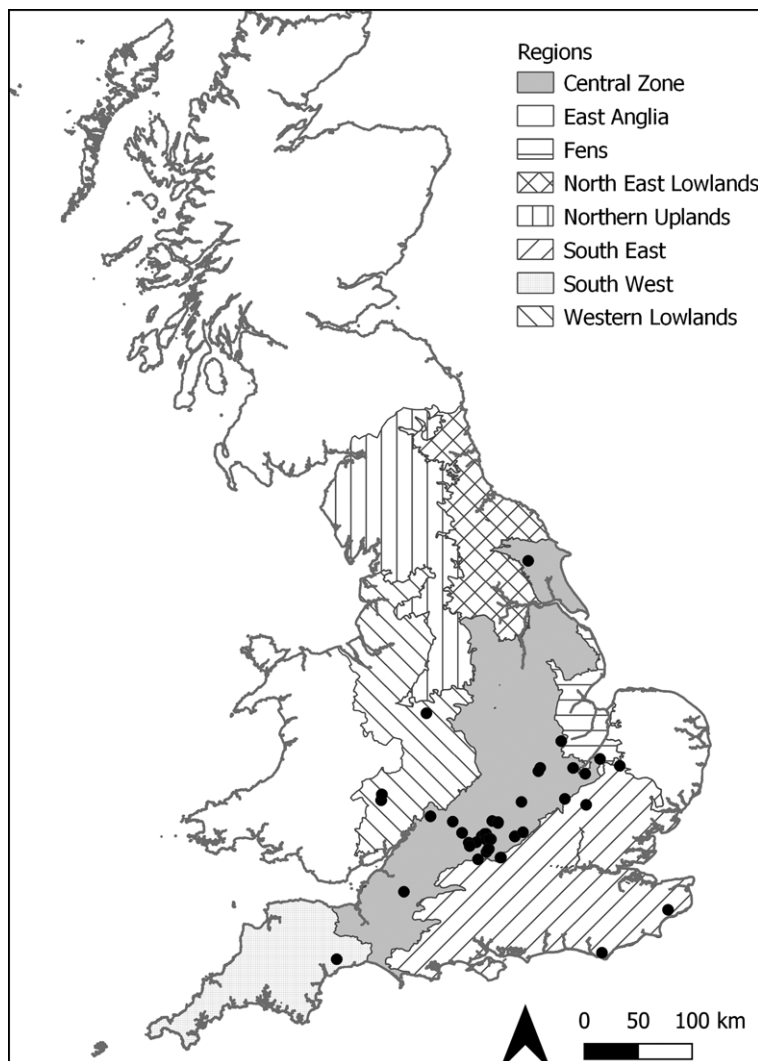 Regions
Central Zone
East Anglia
Fens
North East Lowlands
Northern Uplands
South East
South West
Western Lowlands
0 50 100 km